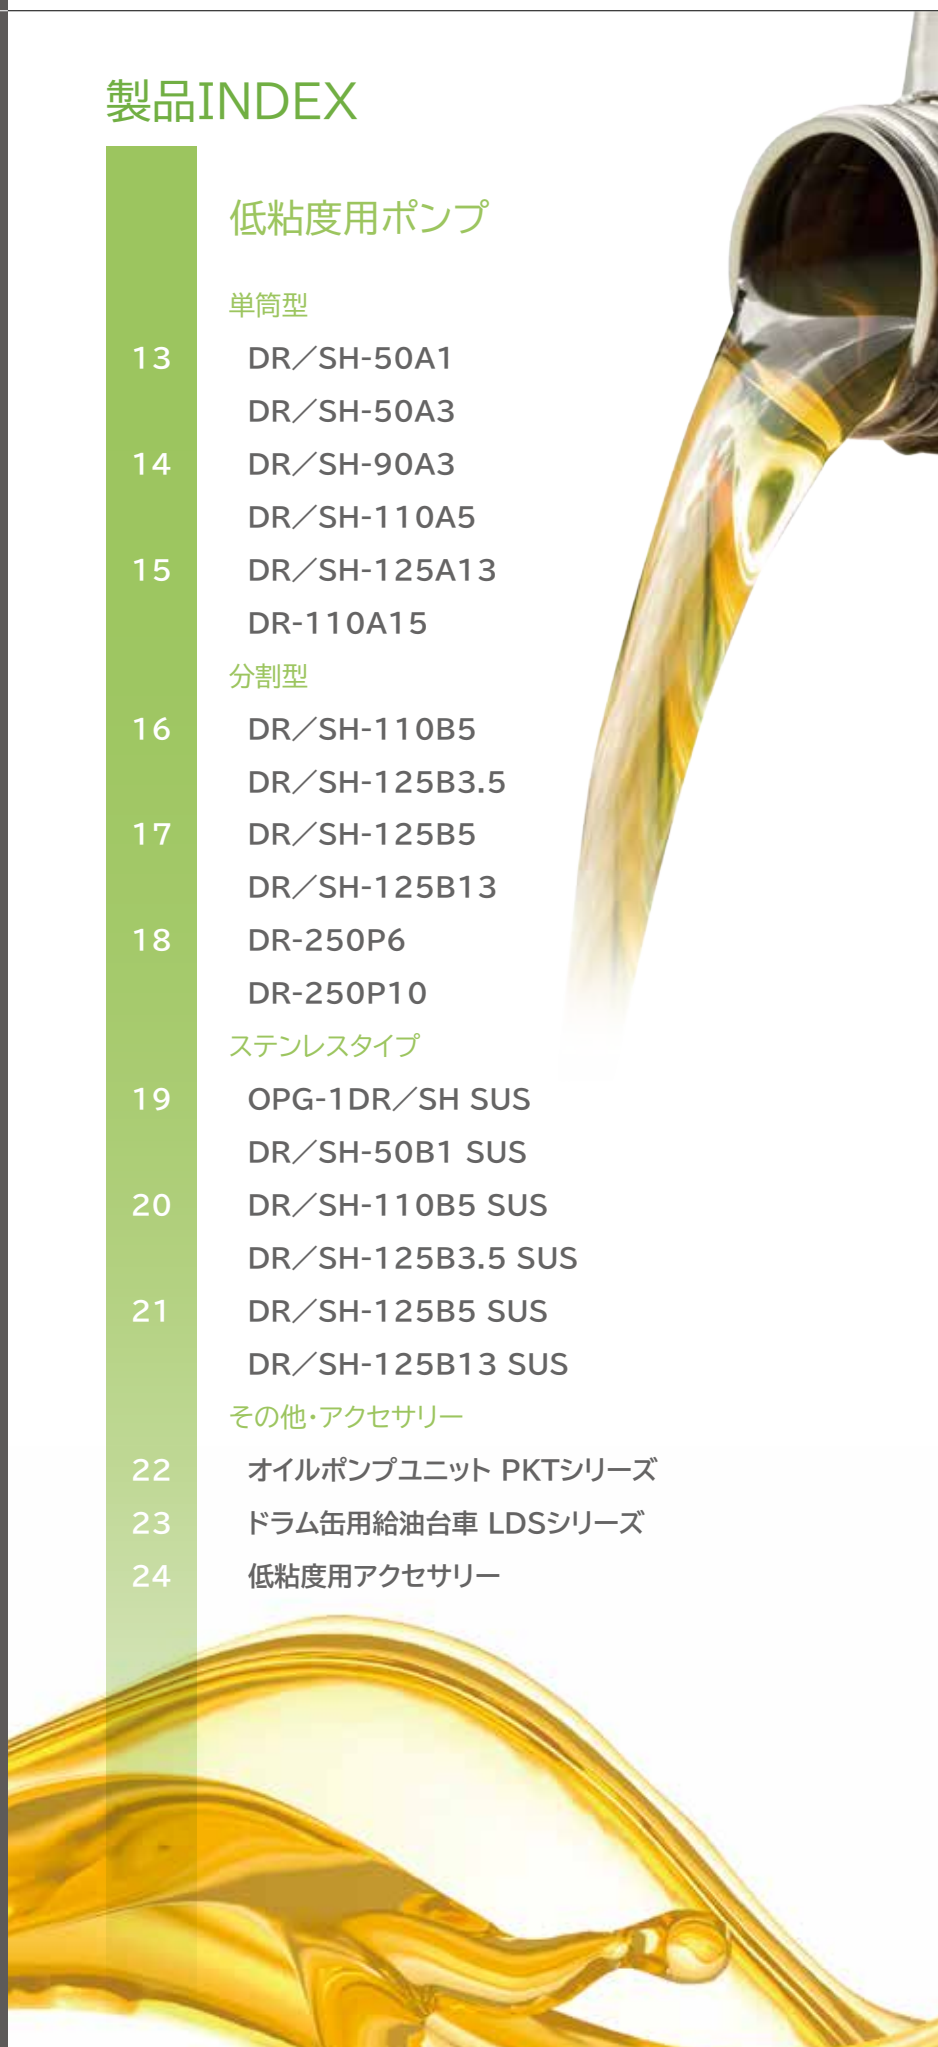 製品INDEX
低粘度用ポンプ
単筒型
13 DR／SH-50A1
DR／SH-50A3
14 DR／SH-90A3
DR／SH-110A5
15 DR／SH-125A13
DR-110A15
分割型
16 DR／SH-110B5
DR／SH-125B3.5
17 DR／SH-125B5
DR／SH-125B13
18 DR-250P6
DR-250P10
ステンレスタイプ
19 OPG-1DR／SH SUS
DR／SH-50B1 SUS
20 DR／SH-110B5 SUS
DR／SH-125B3.5 SUS
21 DR／SH-125B5 SUS
DR／SH-125B13 SUS
その他・アクセサリー
22 オイルポンプユニット PKTシリーズ
23 ドラム缶用給油台車 LDSシリーズ
24 低粘度用アクセサリー